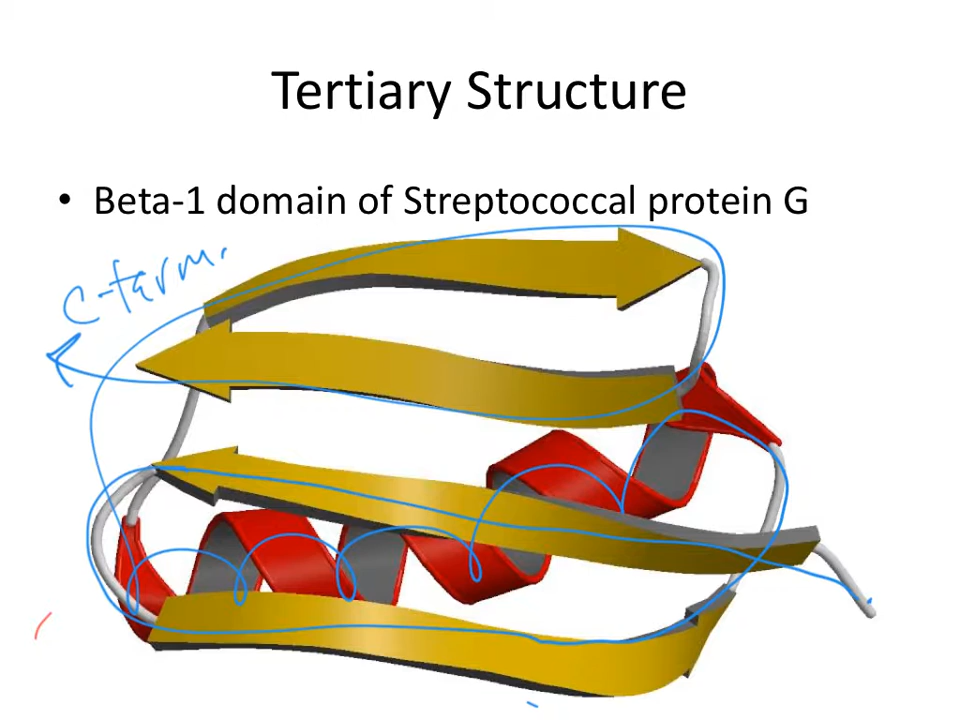 Tertiary Structure
• Beta-1 domain of Streptococcal protein G
C-term.